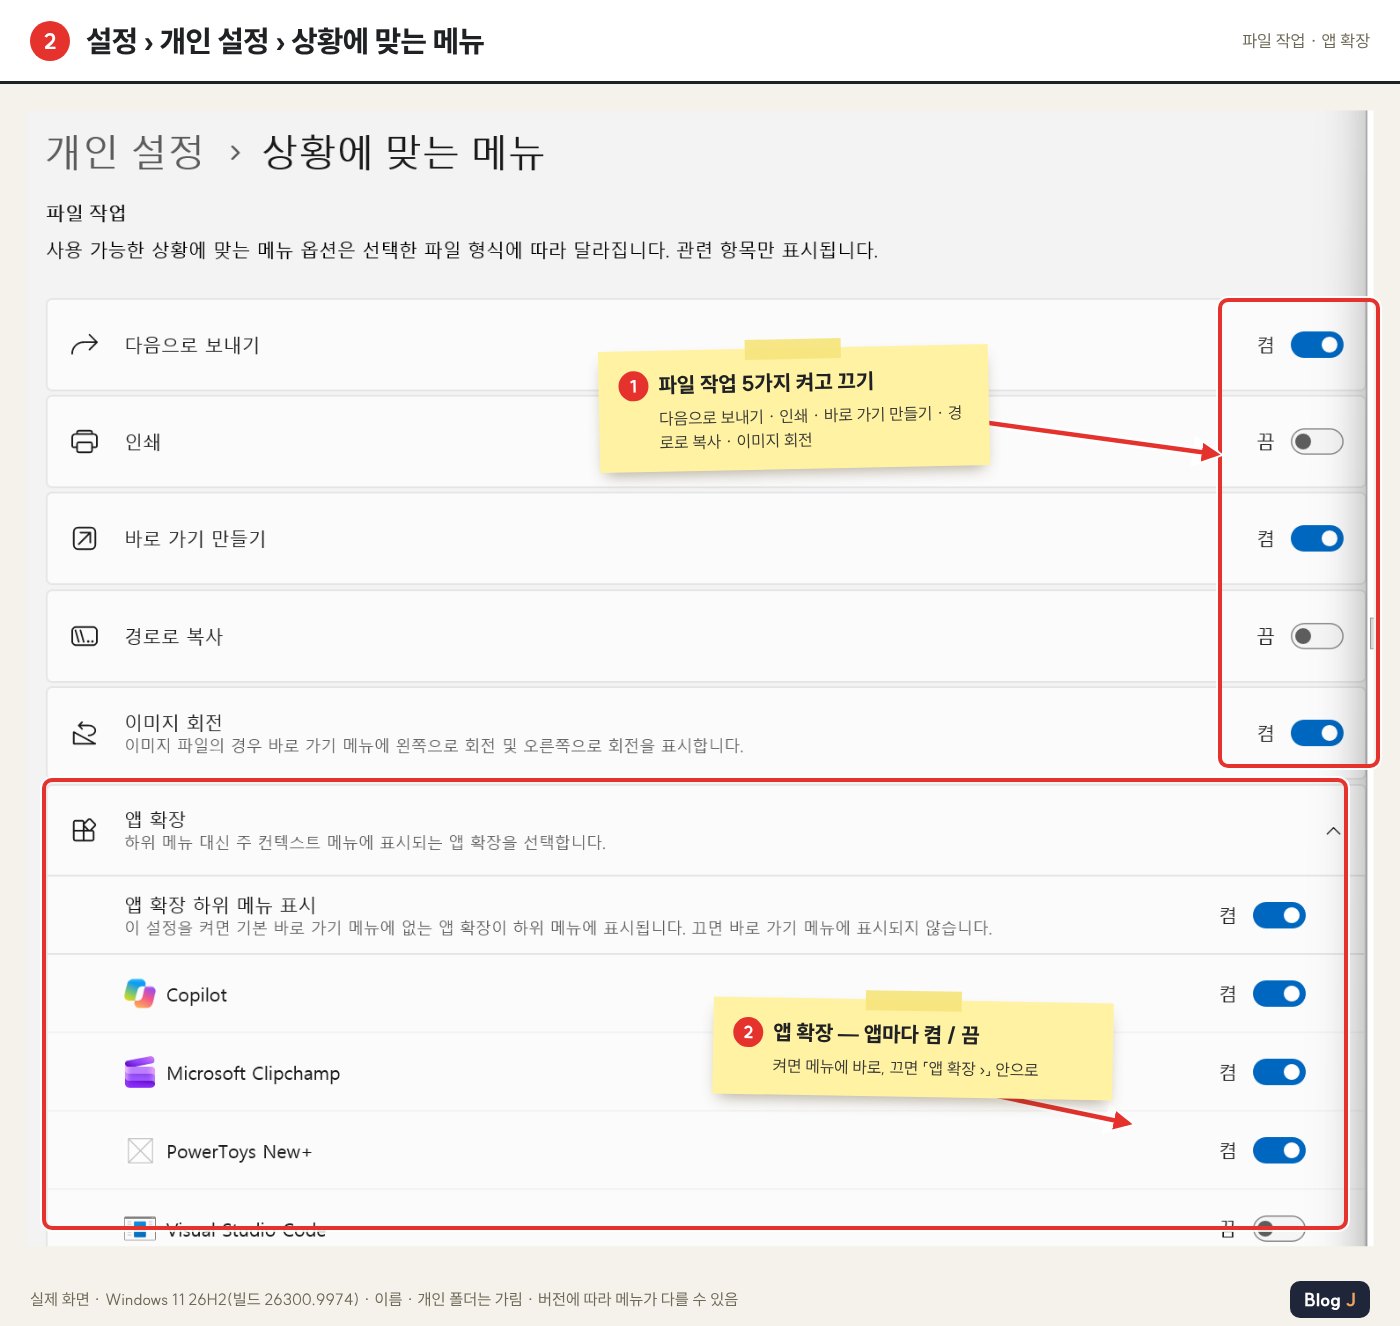 2 설정 › 개인 설정 › 상황에 맞는 메뉴
파일 작업 · 앱 확장
개인 설정 › 상황에 맞는 메뉴
파일 작업
사용 가능한 상황에 맞는 메뉴 옵션은 선택한 파일 형식에 따라 달라집니다. 관련 항목만 표시됩니다.
다음으로 보내기
켬
1 파일 작업 5가지 켜고 끄기
다음으로 보내기 · 인쇄 · 바로 가기 만들기 · 경
로로 복사 · 이미지 회전
인쇄
끔
바로 가기 만들기
켬
경로로 복사
끔
이미지 회전
이미지 파일의 경우 바로 가기 메뉴에 왼쪽으로 회전 및 오른쪽으로 회전을 표시합니다.
켬
앱 확장
하위 메뉴 대신 주 컨텍스트 메뉴에 표시되는 앱 확장을 선택합니다.
앱 확장 하위 메뉴 표시
이 설정을 켜면 기본 바로 가기 메뉴에 없는 앱 확장이 하위 메뉴에 표시됩니다. 끄면 바로 가기 메뉴에 표시되지 않습니다.
켬
Copilot
켬
2 앱 확장 — 앱마다 켬 / 끔
켜면 메뉴에 바로, 끄면 「앱 확장 ›」 안으로
Microsoft Clipchamp
켬
PowerToys New+
켬
Visual Studio Code
끔
실제 화면 · Windows 11 26H2(빌드 26300.9974) · 이름 · 개인 폴더는 가림 · 버전에 따라 메뉴가 다를 수 있음
Blog J